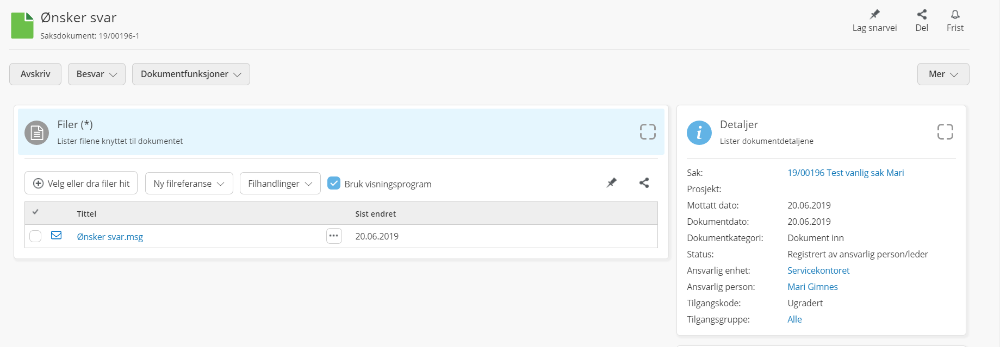 Ønsker svar
Saksdokument: 19/00196-1
Lag snarvei
Del
Frist
Avskriv
Besvar
Dokumentfunksjoner
Mer
Filer (*)
Lister filene knyttet til dokumentet
Velg eller dra filer hit
Ny filreferanse
Filhandlinger
Bruk visningsprogram
Tittel Sist endret
Ønsker svar.msg ••• 20.06.2019
Detaljer
Lister dokumentdetaljene
Sak: 19/00196 Test vanlig sak Mari
Prosjekt:
Mottatt dato: 20.06.2019
Dokumentdato: 20.06.2019
Dokumentkategori: Dokument inn
Status: Registrert av ansvarlig person/leder
Ansvarlig enhet: Servicekontoret
Ansvarlig person: Mari Gimnes
Tilgangskode: Ugradert
Tilgangsgruppe: Alle